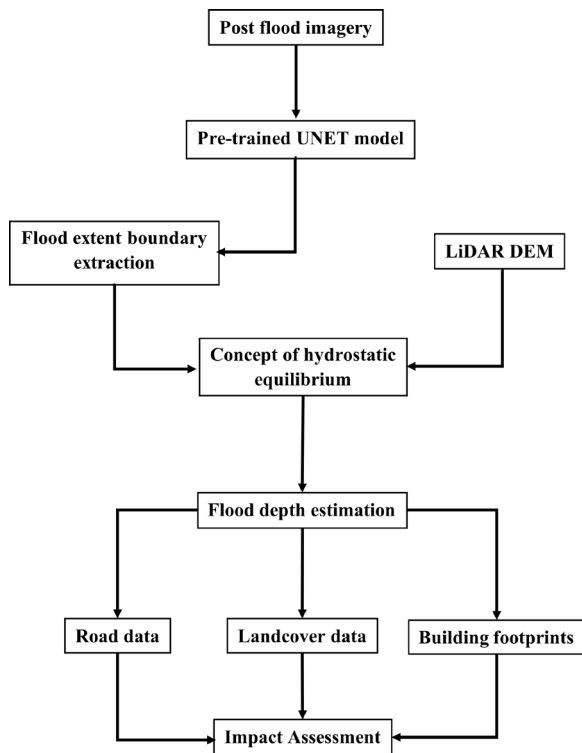 Post flood imagery
Pre-trained UNET model
Flood extent boundary
extraction
LiDAR DEM
Concept of hydrostatic
equilibrium
Flood depth estimation
Road data
Landcover data
Building footprints
Impact Assessment